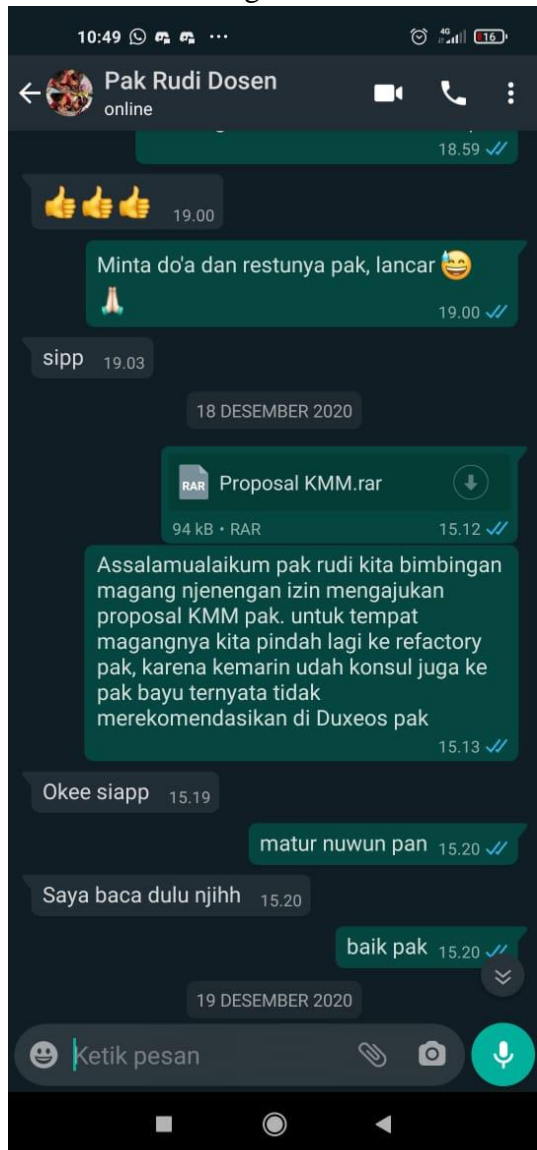 10:49
4G
16
Pak Rudi Dosen
online
18.59
19.00
Minta do'a dan restunya pak, lancar
19.00
sipp 19.03
18 DESEMBER 2020
RAR Proposal KMM.rar
94 kB • RAR 15.12
Assalamualaikum pak rudi kita bimbingan
magang njenengan izin mengajukan
proposal KMM pak. untuk tempat
magangnya kita pindah lagi ke refactory
pak, karena kemarin udah konsul juga ke
pak bayu ternyata tidak
merekomendasikan di Duxeos pak
15.13
Okee siapp 15.19
matur nuwun pan 15.20
Saya baca dulu njihh 15.20
baik pak 15.20
19 DESEMBER 2020
Ketik pesan